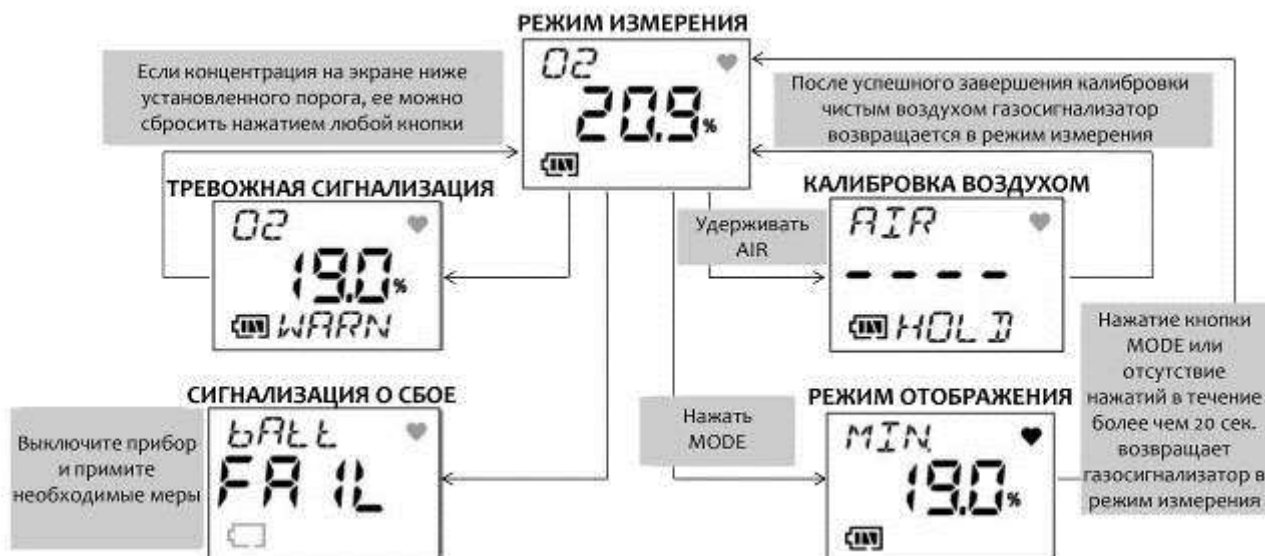 РЕЖИМ ИЗМЕРЕНИЯ
O2
20.9%
Если концентрация на экране ниже
установленного порога, ее можно
сбросить нажатием любой кнопки
После успешного завершения калибровки
чистым воздухом газосигнализатор
возвращается в режим измерения
ТРЕВОЖНАЯ СИГНАЛИЗАЦИЯ
O2
19.0%
WARN
Удерживать
AIR
КАЛИБРОВКА ВОЗДУХОМ
AIR
- - - -
HOLD
Нажатие кнопки
MODE или
отсутствие
нажатий в течение
более чем 20 сек.
возвращает
газосигнализатор в
режим измерения
СИГНАЛИЗАЦИЯ О СБОЕ
bAtt
FAIL
Выключите прибор
и примите
необходимые меры
Нажать
MODE
РЕЖИМ ОТОБРАЖЕНИЯ
MIN.
19.0%